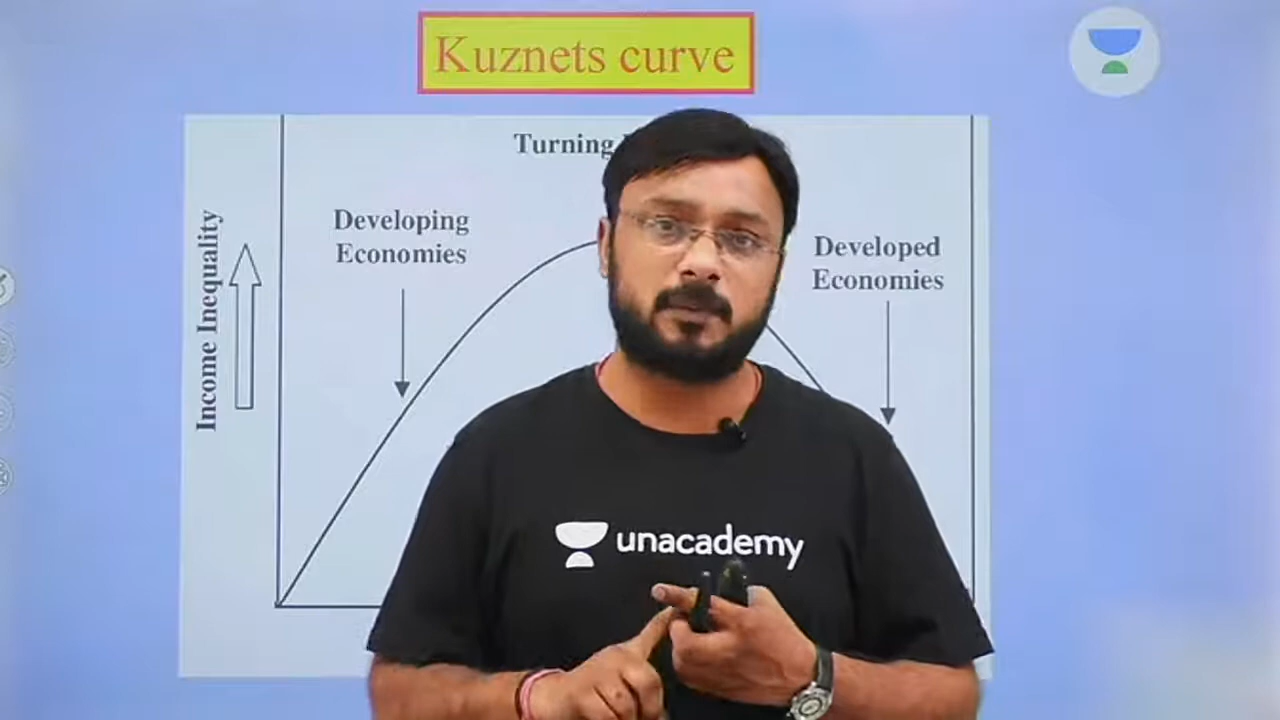 Kuznets curve
Turning
Developing
Economies
Developed
Economies
Income Inequality
unacademy